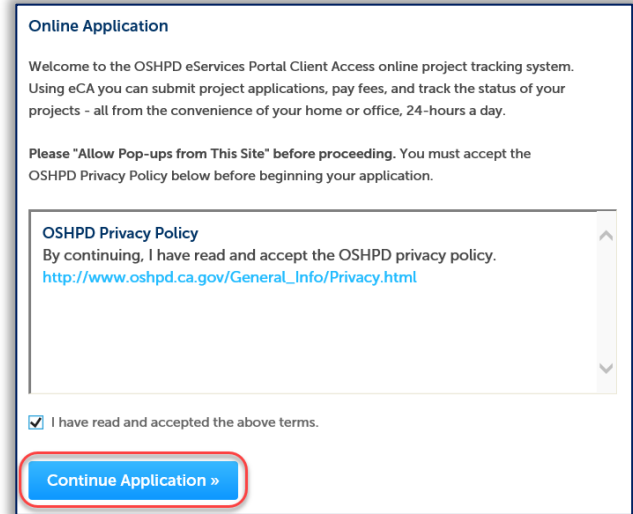 Online Application
Welcome to the OSHPD eServices Portal Client Access online project tracking system.
Using eCA you can submit project applications, pay fees, and track the status of your
projects - all from the convenience of your home or office, 24-hours a day.
Please "Allow Pop-ups from This Site" before proceeding. You must accept the
OSHPD Privacy Policy below before beginning your application.
OSHPD Privacy Policy
By continuing, I have read and accept the OSHPD privacy policy.
http://www.oshpd.ca.gov/General_Info/Privacy.html
I have read and accepted the above terms.
Continue Application »